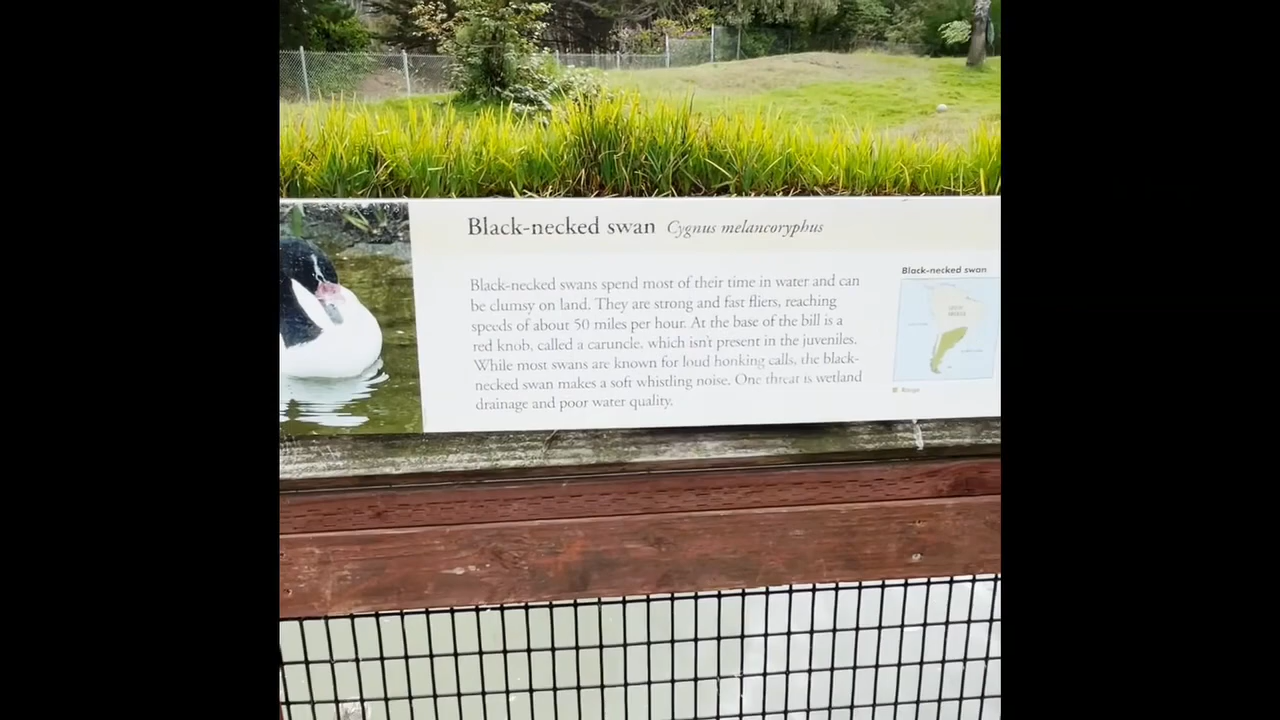 Black-necked swan Cygnus melancoryphus
Black-necked swans spend most of their time in water and can
be clumsy on land. They are strong and fast fliers, reaching
speeds of about 50 miles per hour. At the base of the bill is a
red knob, called a caruncle, which isn't present in the juveniles.
While most swans are known for loud honking calls, the black-
necked swan makes a soft whistling noise. One threat is wetland
drainage and poor water quality.
Black-necked swan
Range